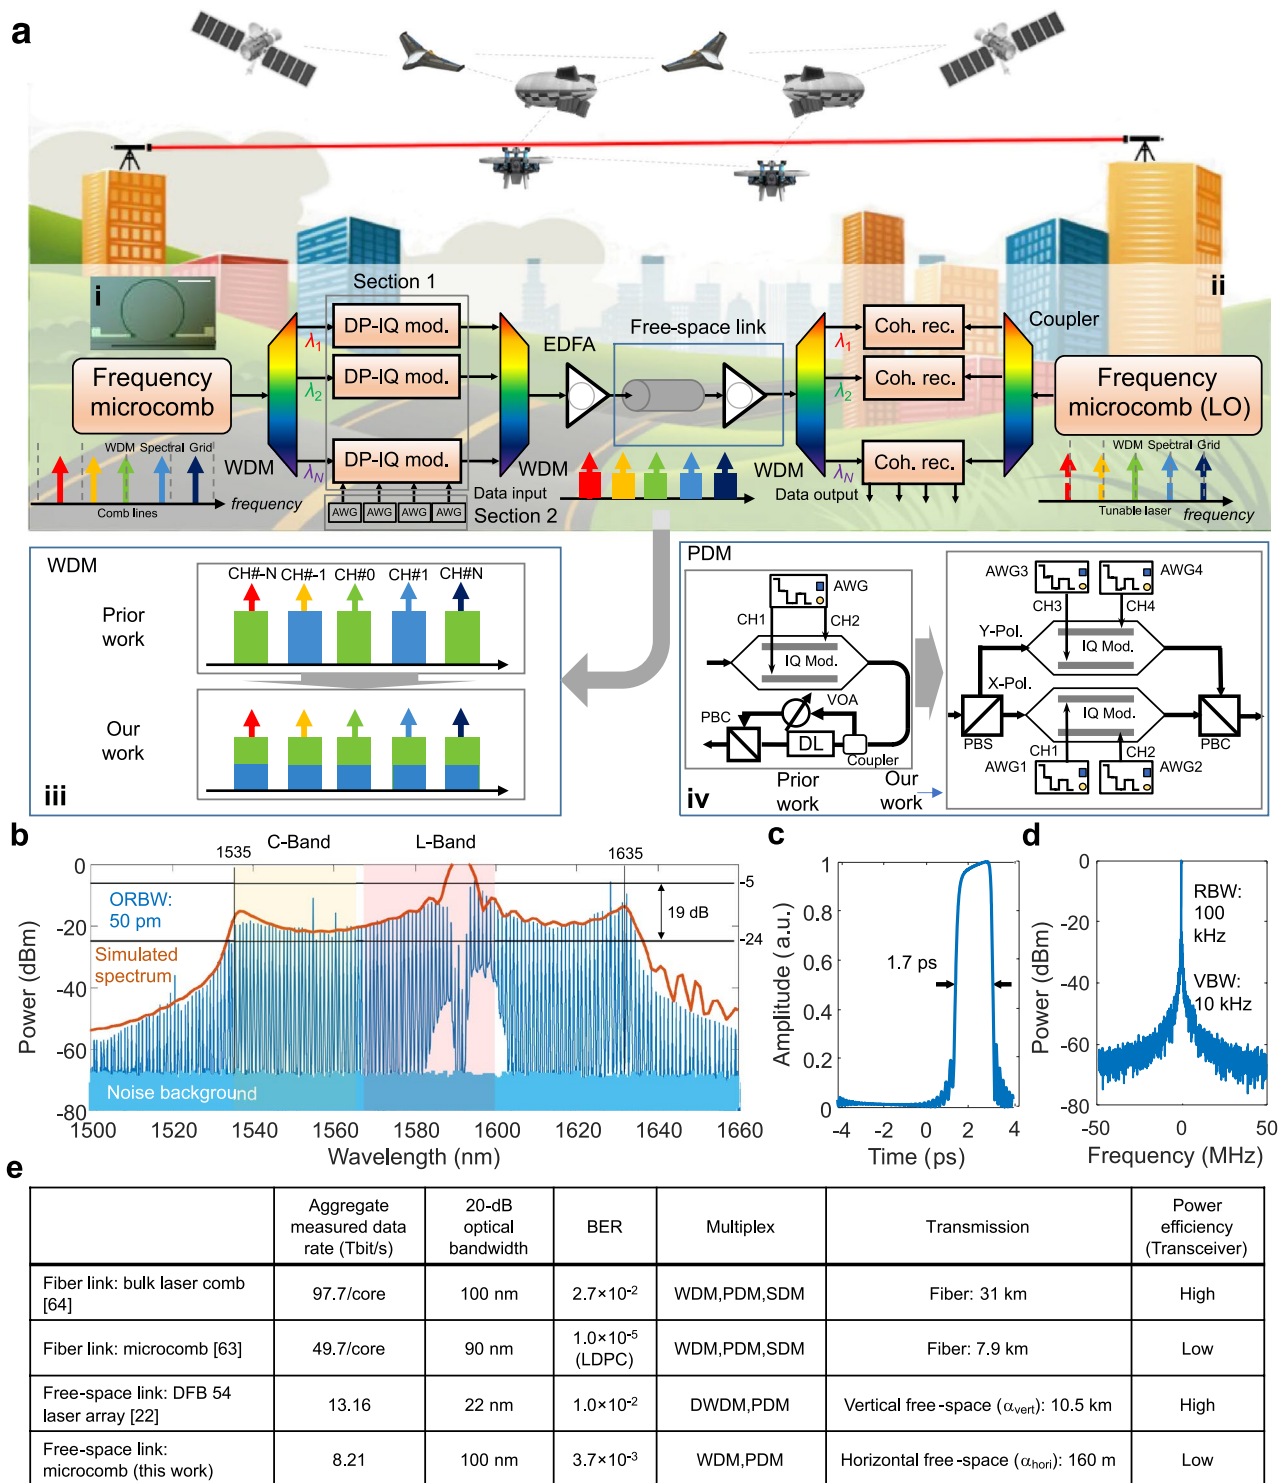 a
i
Section 1
ii
DP-IQ mod.
Free-space link
Coh. rec.
Coupler
λ1
EDFA
λ1
Frequency
microcomb
DP-IQ mod.
Coh. rec.
Frequency
microcomb (LO)
λ2
λ2
WDM Spectral Grid
WDM
λN
DP-IQ mod.
WDM
WDM
λN
Coh. rec.
WDM Spectral Grid
Data input
Data output
Comb lines
frequency
AWG AWG AWG AWG
Section 2
Tunable laser
frequency
WDM
CH#-N CH#-1 CH#0 CH#1 CH#N
Prior
work
Our
work
iii
PDM
AWG
CH1
CH2
IQ Mod.
VOA
PBC
DL
Coupler
Prior
work
iv
Our
work
AWG3
AWG4
CH3
CH4
Y-Pol.
IQ Mod.
X-Pol.
IQ Mod.
PBS
CH1
CH2
PBC
AWG1
AWG2
b
C-Band
L-Band
1535
1635
ORBW:
50 pm
-5
19 dB
-24
Simulated
spectrum
Noise background
Power (dBm)
0
-20
-40
-60
-80
1500 1520 1540 1560 1580 1600 1620 1640 1660
Wavelength (nm)
c
Amplitude (a.u.)
1
0.8
0.6
0.4
0.2
0
1.7 ps
-4 -2 0 2 4
Time (ps)
d
Power (dBm)
0
-20
-40
-60
-80
RBW:
100
kHz
VBW:
10 kHz
-50 0 50
Frequency (MHz)
e
Aggregate measured data rate (Tbit/s) 20-dB optical bandwidth BER Multiplex Transmission Power efficiency (Transceiver)
Fiber link: bulk laser comb [64] 97.7/core 100 nm 2.7×10-2 WDM,PDM,SDM Fiber: 31 km High
Fiber link: microcomb [63] 49.7/core 90 nm 1.0×10-5 (LDPC) WDM,PDM,SDM Fiber: 7.9 km Low
Free-space link: DFB 54 laser array [22] 13.16 22 nm 1.0×10-2 DWDM,PDM Vertical free-space (αvert): 10.5 km High
Free-space link: microcomb (this work) 8.21 100 nm 3.7×10-3 WDM,PDM Horizontal free-space (αhori): 160 m Low